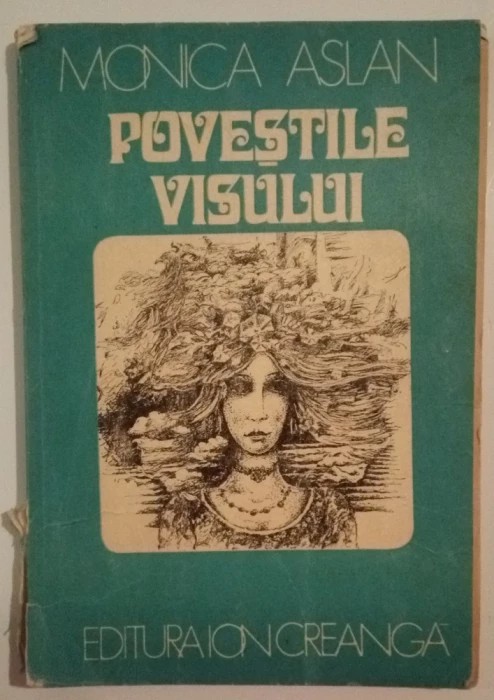 MONICA ASLAN
POVEȘTILE
VISULUI
EDITURA ION CREANGĂ